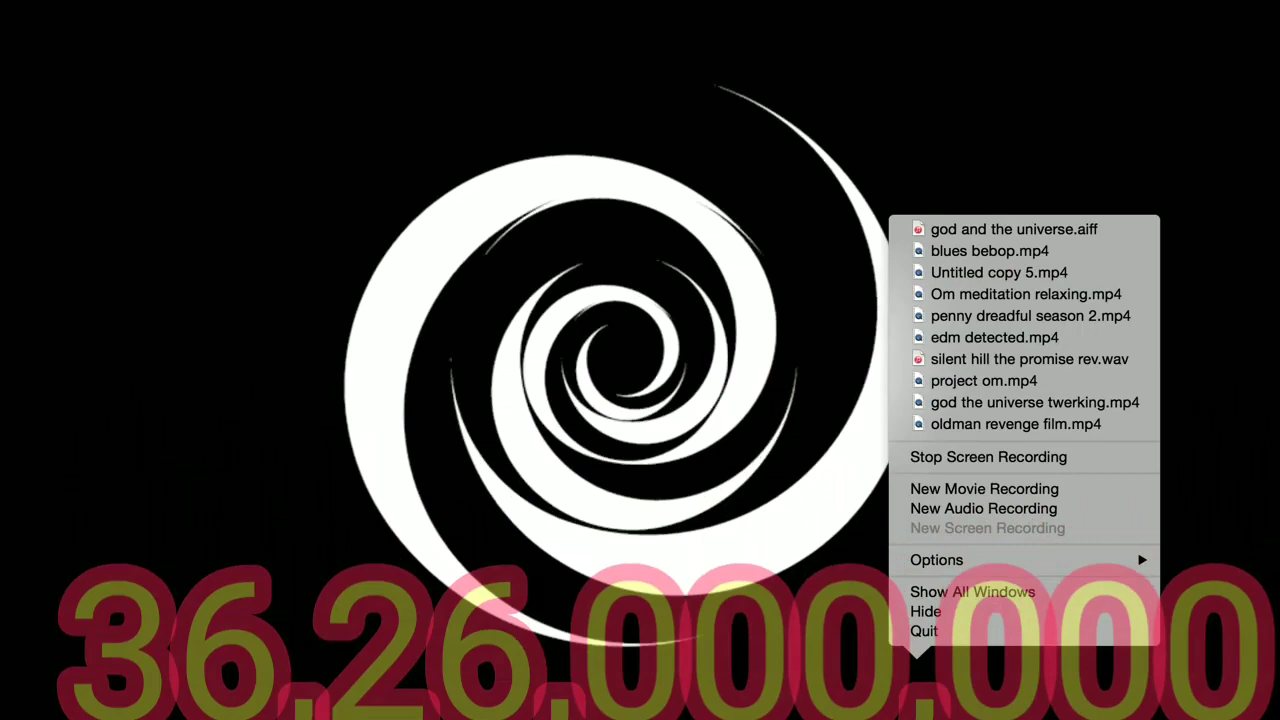 god and the universe.aiff
blues bebop.mp4
Untitled copy 5.mp4
Om meditation relaxing.mp4
penny dreadful season 2.mp4
edm detected.mp4
silent hill the promise rev.wav
project om.mp4
god the universe twerking.mp4
oldman revenge film.mp4
Stop Screen Recording
New Movie Recording
New Audio Recording
New Screen Recording
Options
Show All Windows
Hide
Quit
36,26,000,000